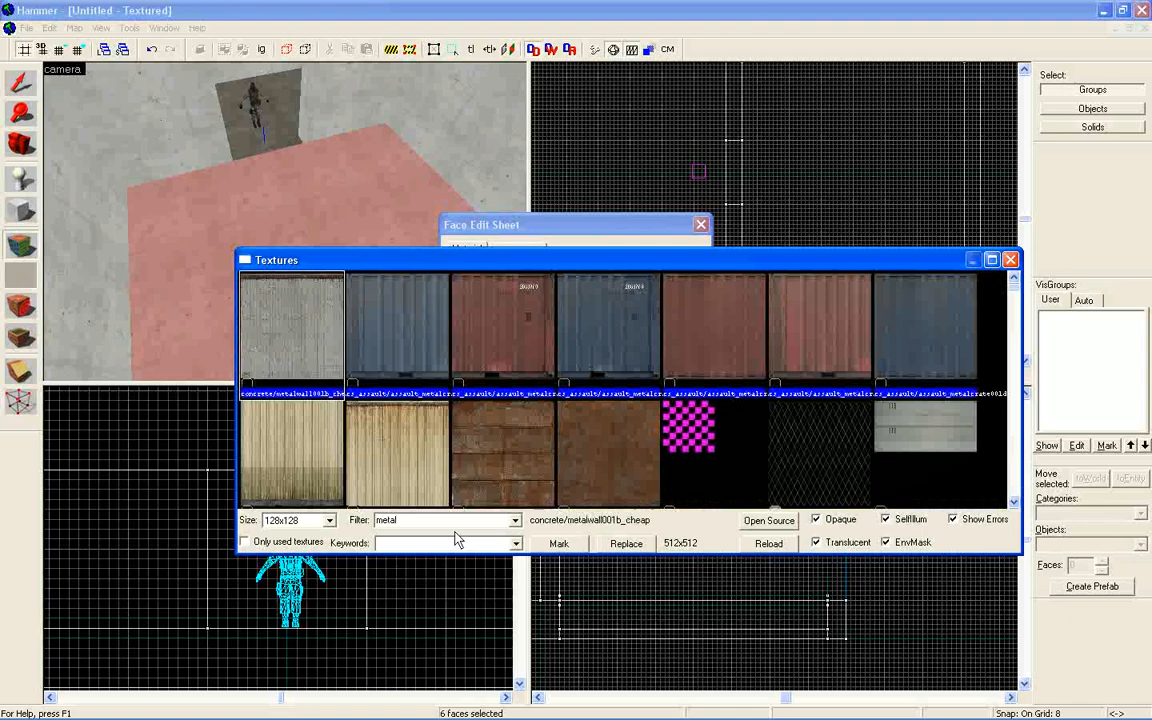 Hammer - [Untitled - Textured]
File Edit Map View Tools Window Help
camera
Select:
Groups
Objects
Solids
Face Edit Sheet
Textures
Size: 128x128 Filter: metal concrete/metalwall001b_cheap Open Source Opaque SelfIllum Show Errors
Only used textures Keywords: Mark Replace 512x512 Reload Translucent EnvMask
VisGroups:
User Auto
Show Edit Mark
Move selected: toWorld toEntity
Categories:
Objects:
Faces: 0
Create Prefab
For Help, press F1 6 faces selected Snap: On Grid: 8 <->